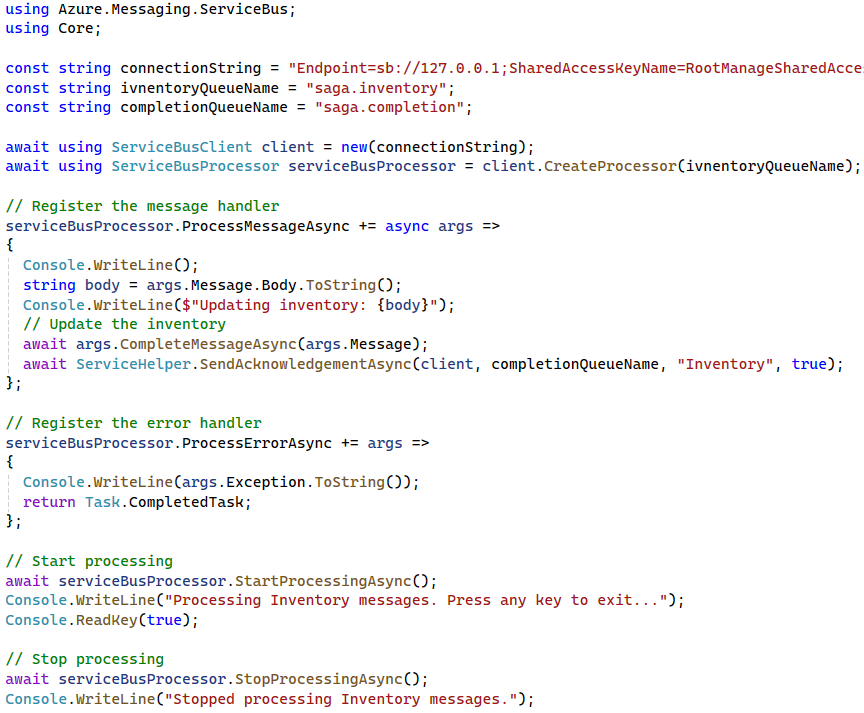 using Azure.Messaging.ServiceBus;
using Core;

const string connectionString = "Endpoint=sb://127.0.0.1;SharedAccessKeyName=RootManageSharedAcce
const string ivnentoryQueueName = "saga.inventory";
const string completionQueueName = "saga.completion";

await using ServiceBusClient client = new(connectionString);
await using ServiceBusProcessor serviceBusProcessor = client.CreateProcessor(ivnentoryQueueName);

// Register the message handler
serviceBusProcessor.ProcessMessageAsync += async args =>
{
  Console.WriteLine();
  string body = args.Message.Body.ToString();
  Console.WriteLine($"Updating inventory: {body}");
  // Update the inventory
  await args.CompleteMessageAsync(args.Message);
  await ServiceHelper.SendAcknowledgementAsync(client, completionQueueName, "Inventory", true);
};

// Register the error handler
serviceBusProcessor.ProcessErrorAsync += args =>
{
  Console.WriteLine(args.Exception.ToString());
  return Task.CompletedTask;
};

// Start processing
await serviceBusProcessor.StartProcessingAsync();
Console.WriteLine("Processing Inventory messages. Press any key to exit...");
Console.ReadKey(true);

// Stop processing
await serviceBusProcessor.StopProcessingAsync();
Console.WriteLine("Stopped processing Inventory messages.");